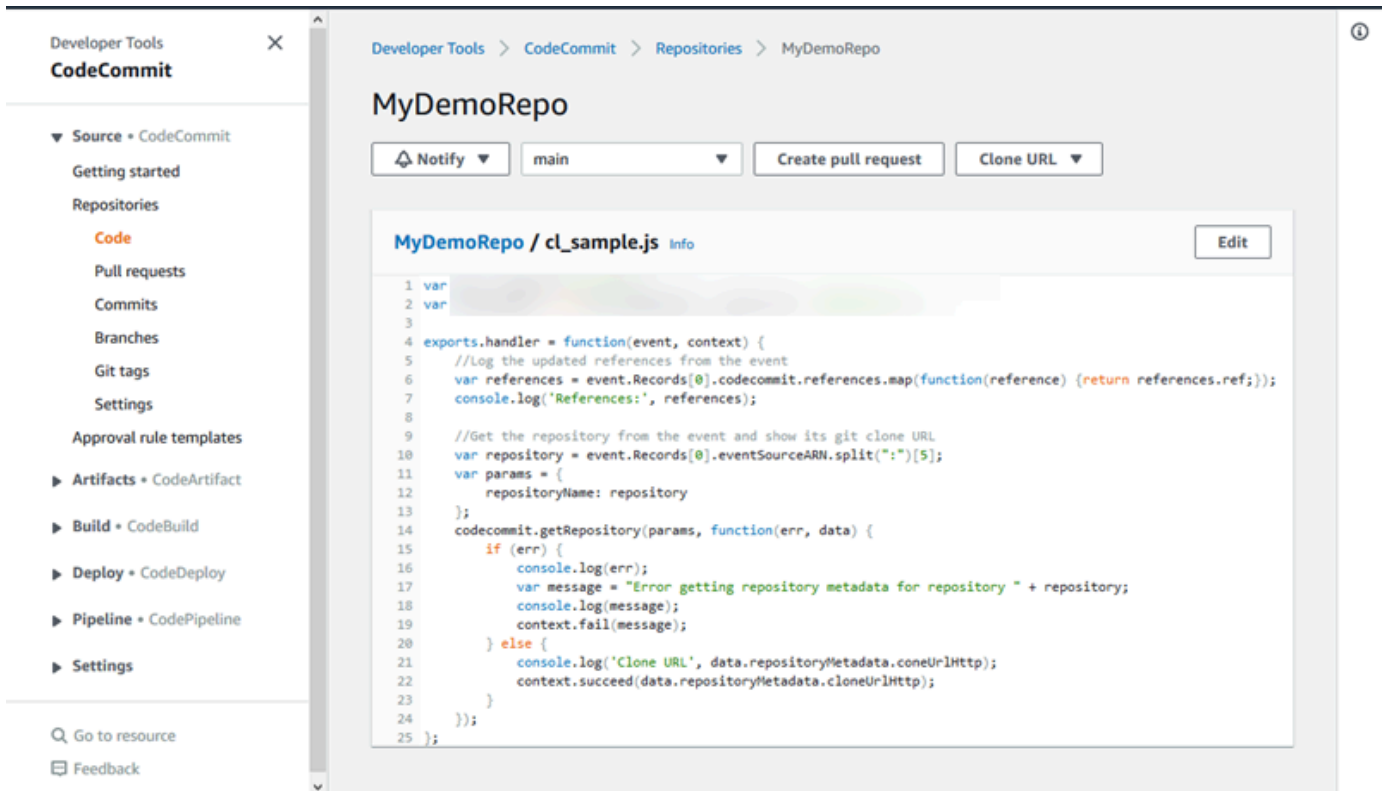 Developer Tools
CodeCommit
Source • CodeCommit
Getting started
Repositories
Code
Pull requests
Commits
Branches
Git tags
Settings
Approval rule templates
Artifacts • CodeArtifact
Build • CodeBuild
Deploy • CodeDeploy
Pipeline • CodePipeline
Settings
Go to resource
Feedback
Developer Tools > CodeCommit > Repositories > MyDemoRepo
MyDemoRepo
Notify main Create pull request Clone URL
MyDemoRepo / cl_sample.js Info Edit
1 var
2 var
3
4 exports.handler = function(event, context) {
5 //Log the updated references from the event
6 var references = event.Records[0].codecommit.references.map(function(reference) {return references.ref;});
7 console.log('References:', references);
8
9 //Get the repository from the event and show its git clone URL
10 var repository = event.Records[0].eventSourceARN.split(":")[5];
11 var params = {
12 repositoryName: repository
13 };
14 codecommit.getRepository(params, function(err, data) {
15 if (err) {
16 console.log(err);
17 var message = "Error getting repository metadata for repository " + repository;
18 console.log(message);
19 context.fail(message);
20 } else {
21 console.log('Clone URL', data.repositoryMetadata.coneUrlHttp);
22 context.succeed(data.repositoryMetadata.cloneUrlHttp);
23 }
24 });
25 };